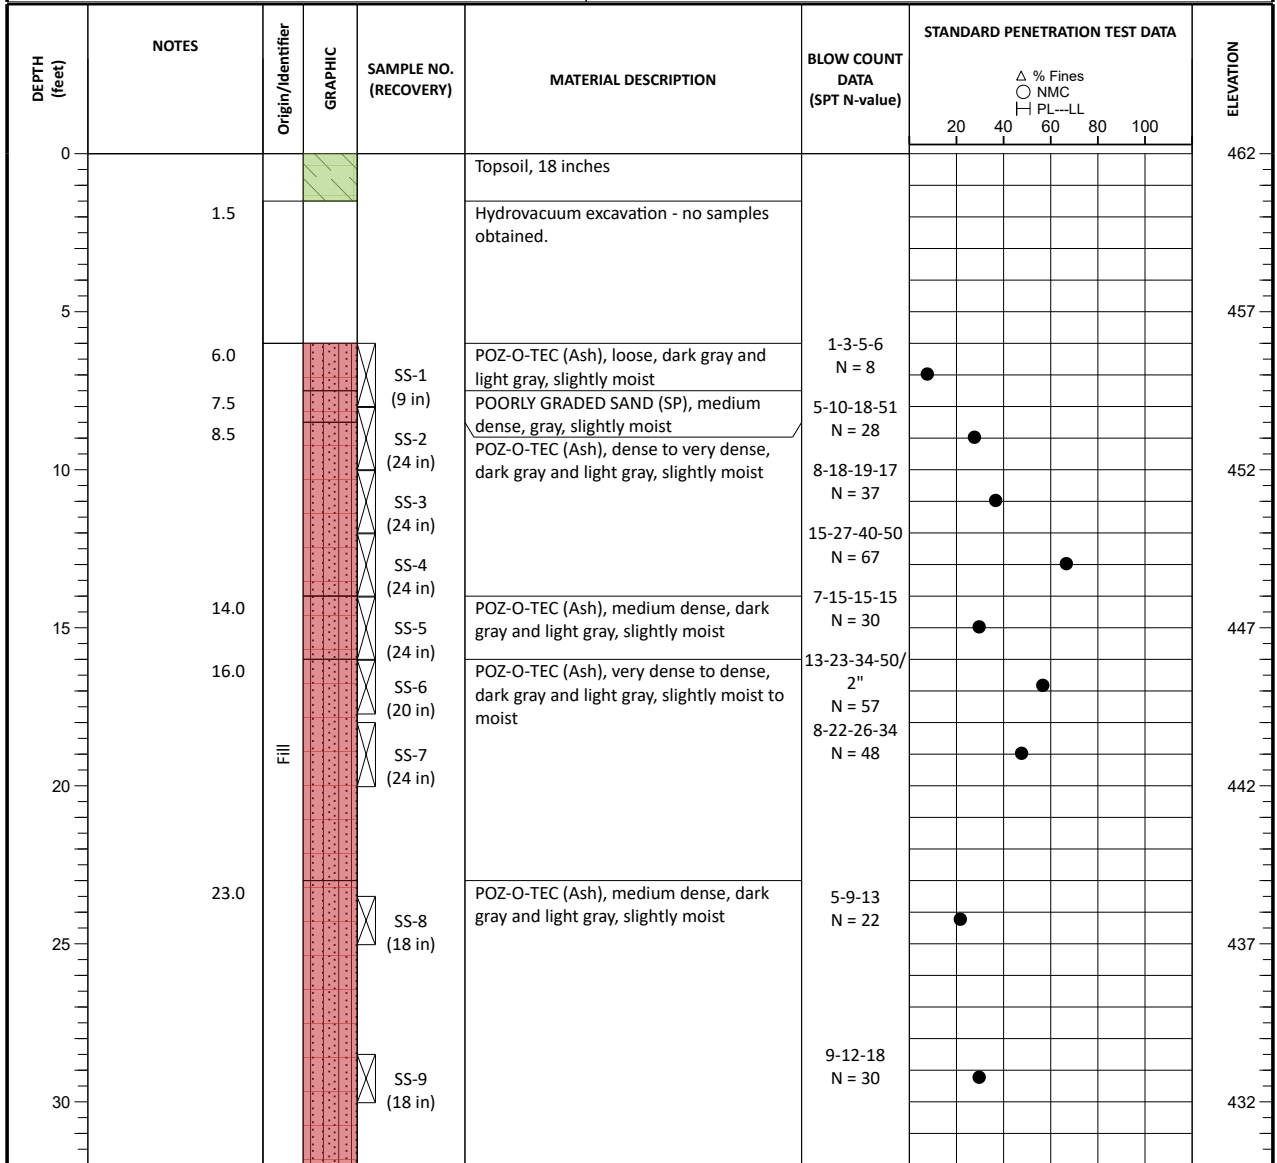 DEPTH
(feet)
NOTES
Origin/Identifier
GRAPHIC
SAMPLE NO.
(RECOVERY)
MATERIAL DESCRIPTION
BLOW COUNT
DATA
(SPT N-value)
STANDARD PENETRATION TEST DATA
% Fines
NMC
PL---LL
20 40 60 80 100
ELEVATION
0
Topsoil, 18 inches
462
1.5
Hydrovacuum excavation - no samples
obtained.
5
457
6.0
SS-1
(9 in)
POZ-O-TEC (Ash), loose, dark gray and
light gray, slightly moist
1-3-5-6
N = 8
7.5
POORLY GRADED SAND (SP), medium
dense, gray, slightly moist
5-10-18-51
N = 28
8.5
SS-2
(24 in)
POZ-O-TEC (Ash), dense to very dense,
dark gray and light gray, slightly moist
10
8-18-19-17
N = 37
452
SS-3
(24 in)
15-27-40-50
N = 67
SS-4
(24 in)
14.0
POZ-O-TEC (Ash), medium dense, dark
gray and light gray, slightly moist
7-15-15-15
N = 30
15
SS-5
(24 in)
447
16.0
POZ-O-TEC (Ash), very dense to dense,
dark gray and light gray, slightly moist to
moist
13-23-34-50/
2"
N = 57
SS-6
(20 in)
8-22-26-34
N = 48
Fill
SS-7
(24 in)
20
442
23.0
POZ-O-TEC (Ash), medium dense, dark
gray and light gray, slightly moist
5-9-13
N = 22
SS-8
(18 in)
25
437
9-12-18
N = 30
SS-9
(18 in)
30
432